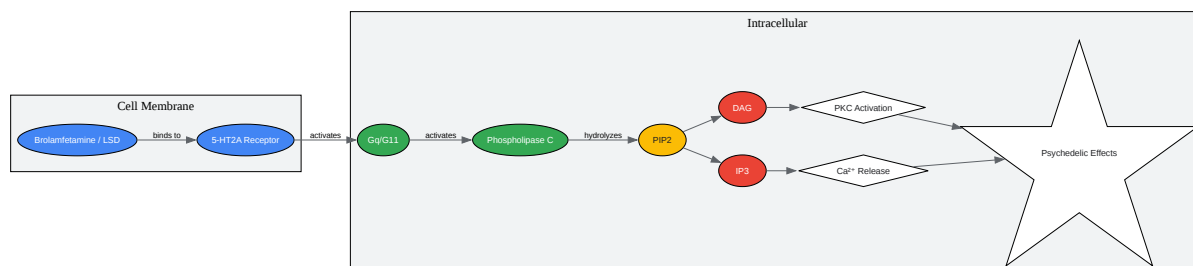 Intracellular
Cell Membrane
Brolamfetamine / LSD
binds to
5-HT2A Receptor
activates
Gq/G11
activates
Phospholipase C
hydrolyzes
PIP2
DAG
PKC Activation
IP3
Ca²⁺ Release
Psychedelic Effects